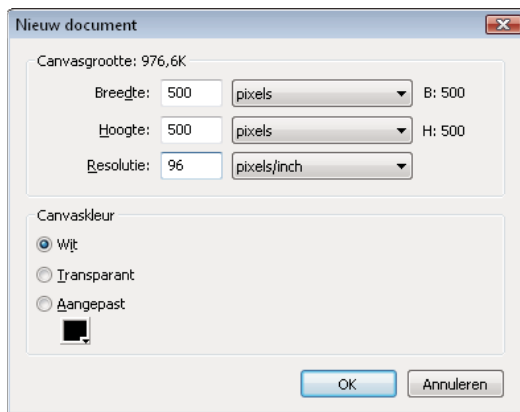 Nieuw document
Canvasgrootte: 976,6K
Breedte: 500 pixels B: 500
Hoogte: 500 pixels H: 500
Resolutie: 96 pixels/inch
Canvaskleur
Wit
Transparant
Aangepast
OK Annuleren